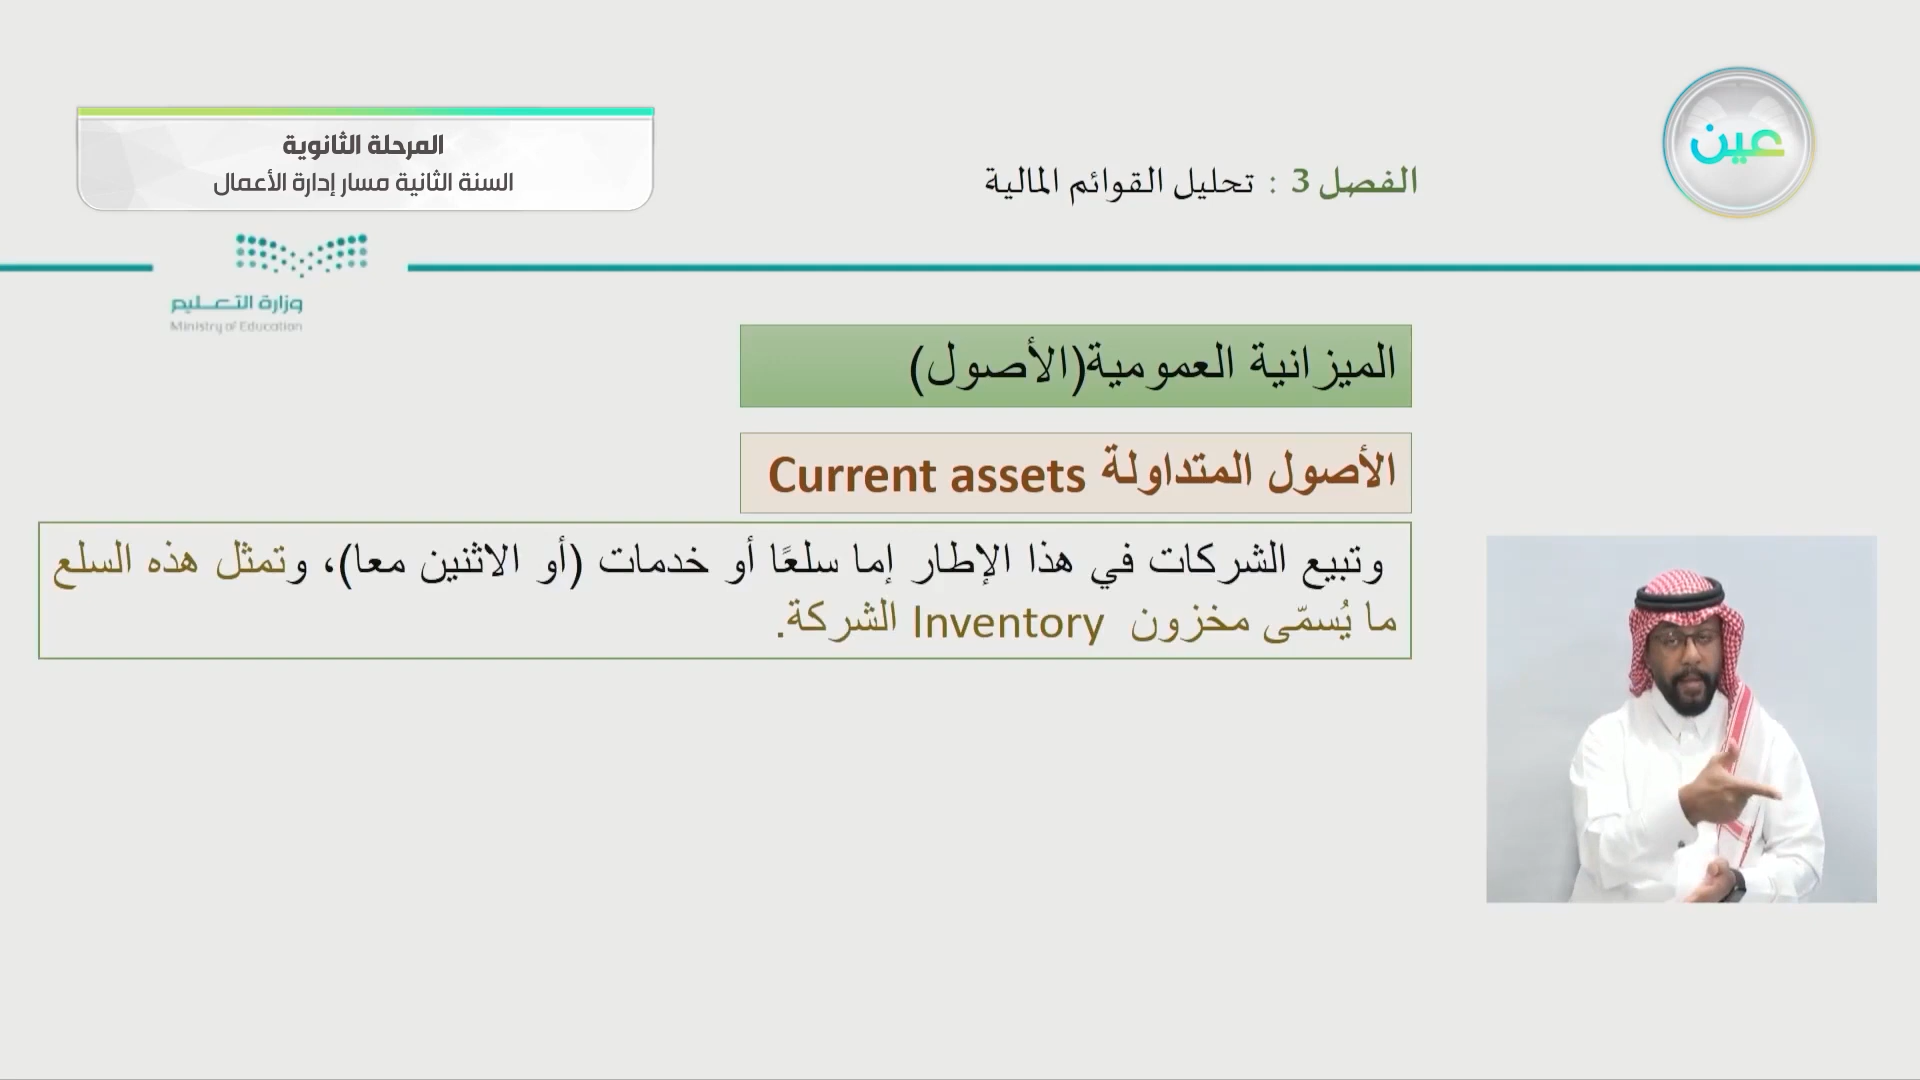 عين
المرحلة الثانوية
السنة الثانية مسار إدارة الأعمال
الفصل 3 : تحليل القوائم المالية
وزارة التعليم
Ministry of Education
الميزانية العمومية(الأصول)
الأصول المتداولة Current assets
وتبيع الشركات في هذا الإطار إما سلعًا أو خدمات (أو الاثنين معا)، وتمثل هذه السلع
ما يُسمّى مخزون Inventory الشركة.